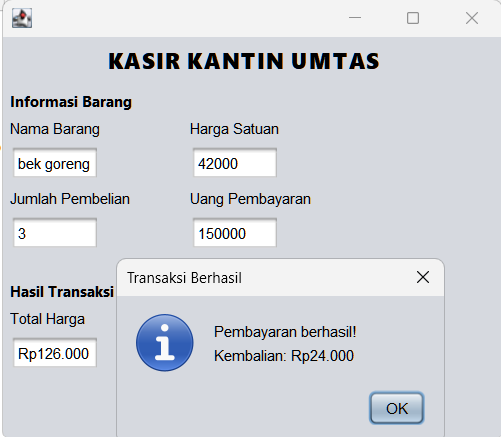 KASIR KANTIN UMTAS
Informasi Barang
Nama Barang Harga Satuan
bek goreng 42000
Jumlah Pembelian Uang Pembayaran
3 150000
Hasil Transaksi
Total Harga
Rp126.000
Transaksi Berhasil
Pembayaran berhasil!
Kembalian: Rp24.000
OK